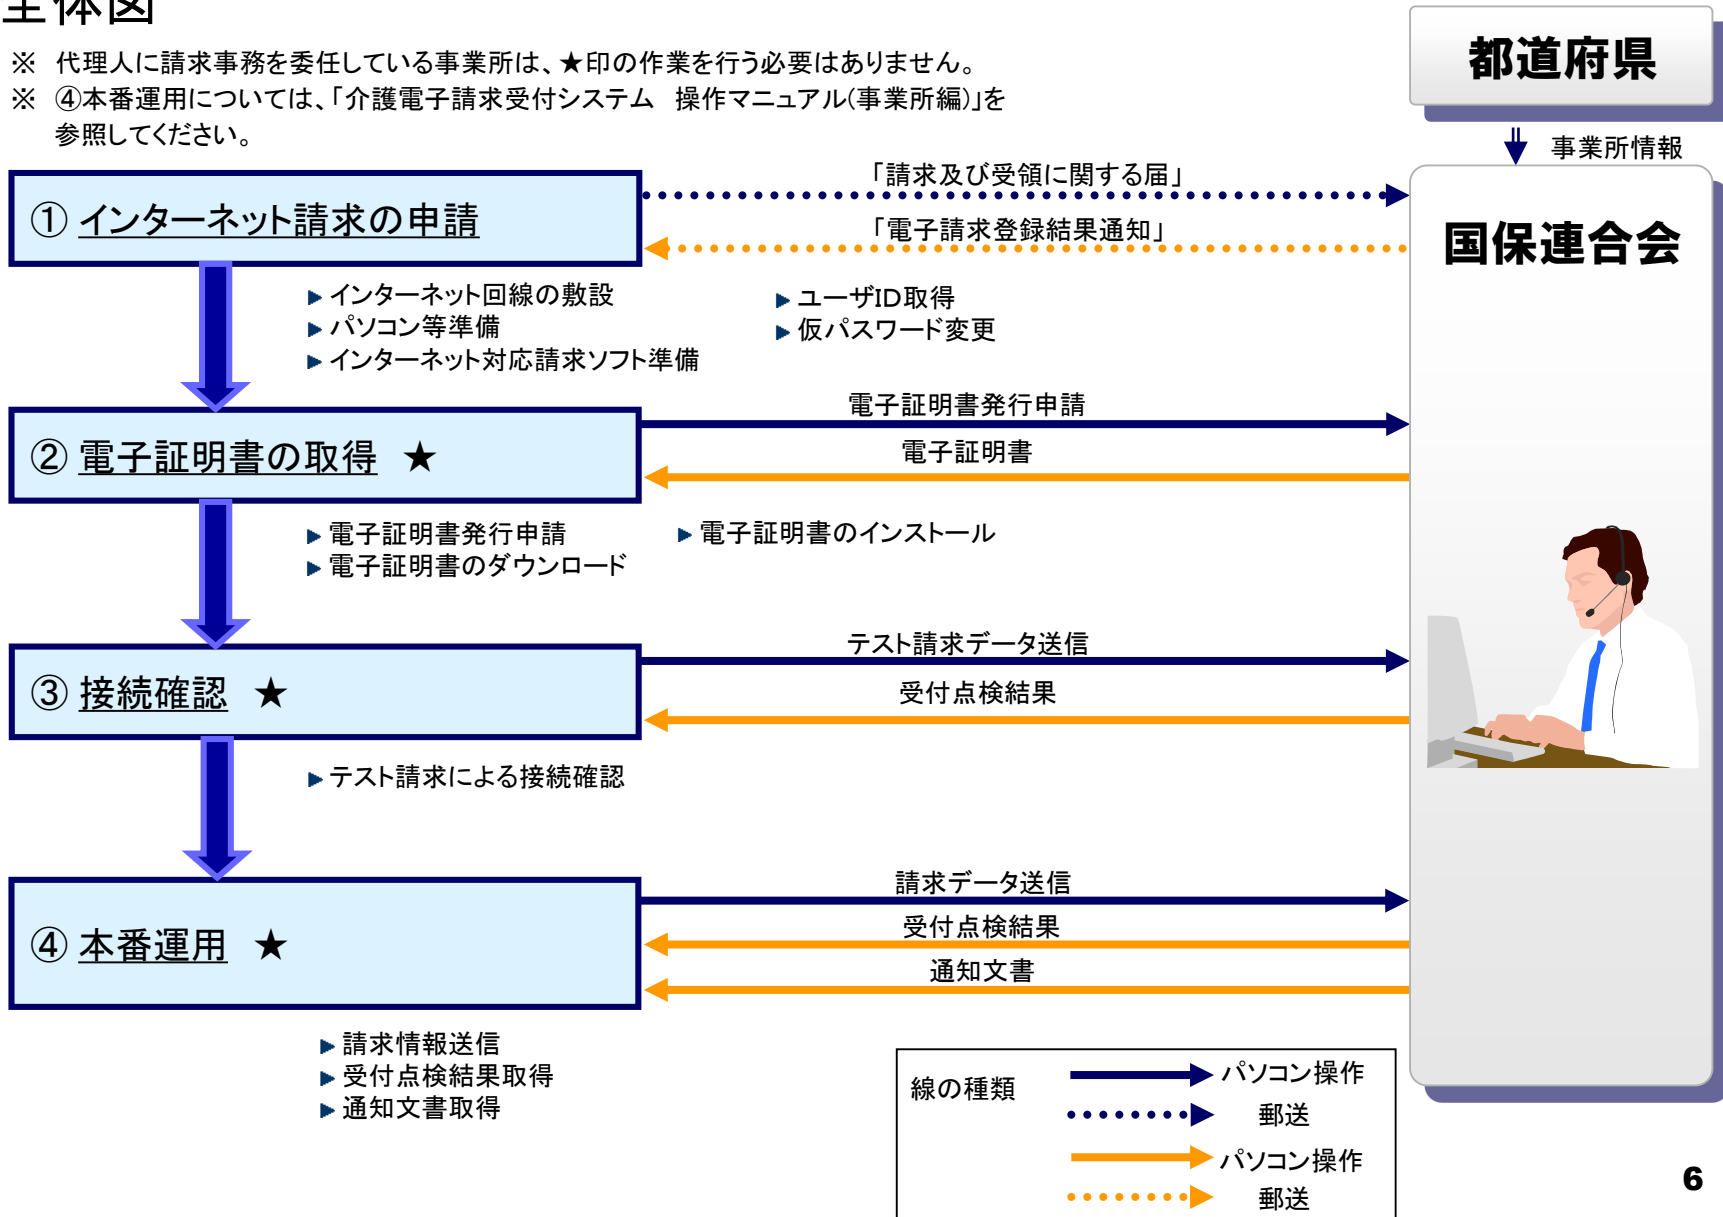 全体図
※　代理人に請求事務を委任している事業所は、★印の作業を行う必要はありません。
※　④本番運用については、「介護電子請求受付システム　操作マニュアル(事業所編)」を
参照してください。
都道府県
事業所情報
国保連合会
① インターネット請求の申請
「請求及び受領に関する届」
「電子請求登録結果通知」
インターネット回線の敷設
パソコン等準備
インターネット対応請求ソフト準備
ユーザID取得
仮パスワード変更
② 電子証明書の取得　★
電子証明書発行申請
電子証明書
電子証明書発行申請
電子証明書のダウンロード
電子証明書のインストール
③ 接続確認　★
テスト請求データ送信
受付点検結果
テスト請求による接続確認
④ 本番運用　★
請求データ送信
受付点検結果
通知文書
請求情報送信
受付点検結果取得
通知文書取得
線の種類
パソコン操作
郵送
パソコン操作
郵送
6